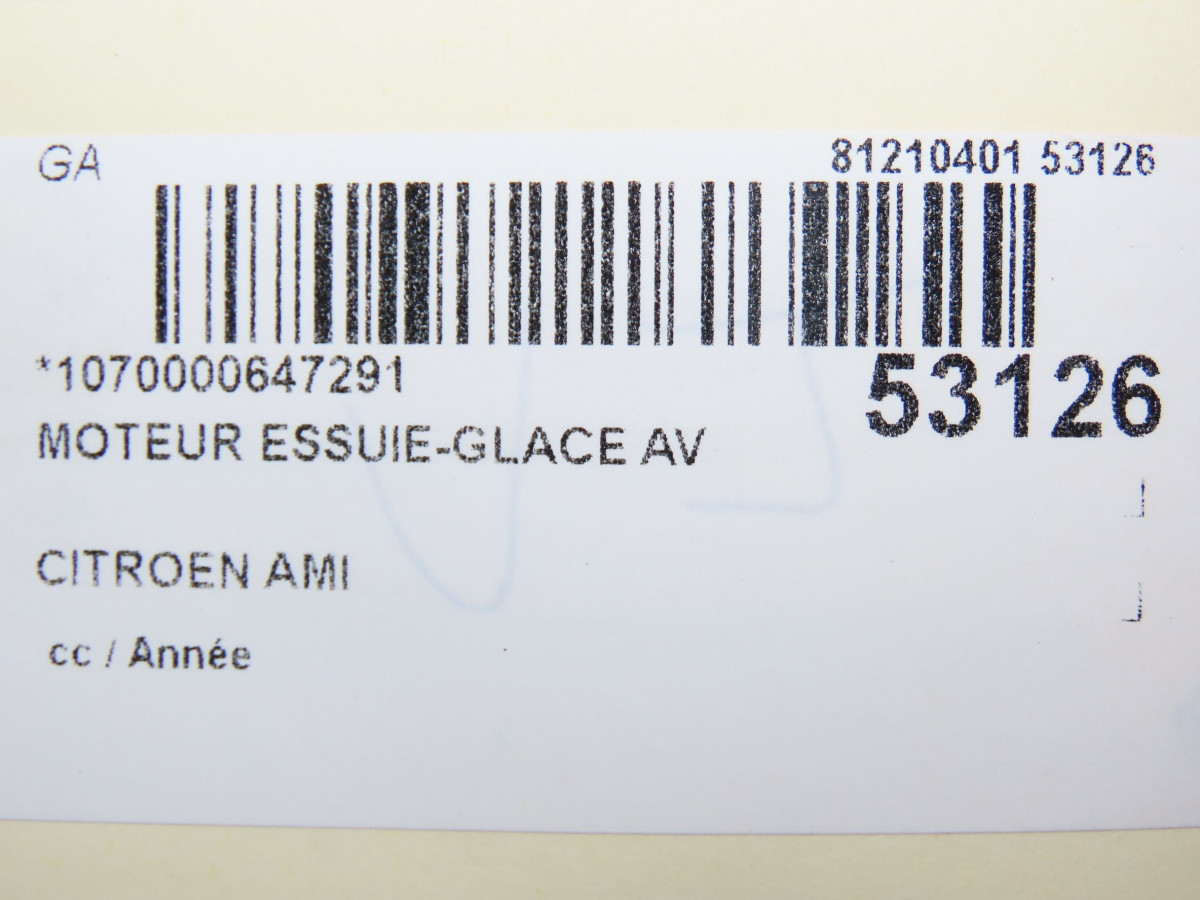 GA
81210401 53126
*1070000647291
53126
MOTEUR ESSUIE-GLACE AV
CITROEN AMI
cc / Année